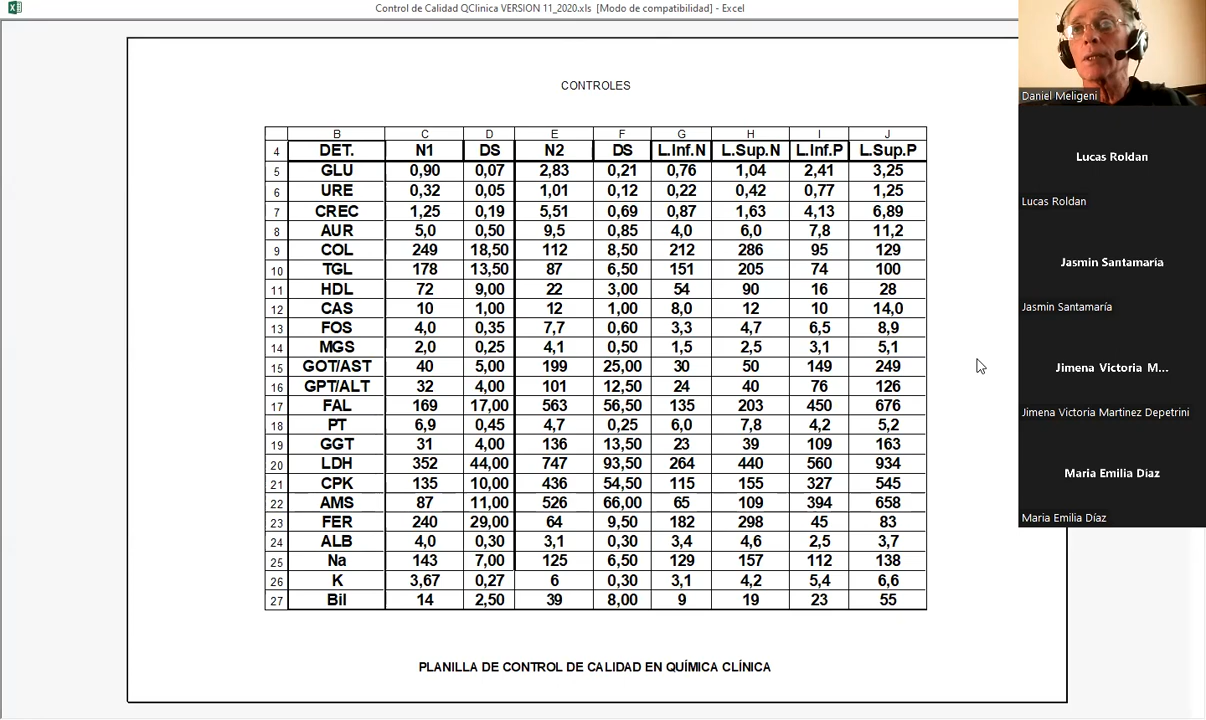 Control de Calidad QClinica VERSION 11_2020.xls [Modo de compatibilidad] - Excel
CONTROLES
B C D E F G H I J
4 DET. N1 DS N2 DS L.Inf.N L.Sup.N L.Inf.P L.Sup.P
5 GLU 0,90 0,07 2,83 0,21 0,76 1,04 2,41 3,25
6 URE 0,32 0,05 1,01 0,12 0,22 0,42 0,77 1,25
7 CREC 1,25 0,19 5,51 0,69 0,87 1,63 4,13 6,89
8 AUR 5,0 0,50 9,5 0,85 4,0 6,0 7,8 11,2
9 COL 249 18,50 112 8,50 212 286 95 129
10 TGL 178 13,50 87 6,50 151 205 74 100
11 HDL 72 9,00 22 3,00 54 90 16 28
12 CAS 10 1,00 12 1,00 8,0 12 10 14,0
13 FOS 4,0 0,35 7,7 0,60 3,3 4,7 6,5 8,9
14 MGS 2,0 0,25 4,1 0,50 1,5 2,5 3,1 5,1
15 GOT/AST 40 5,00 199 25,00 30 50 149 249
16 GPT/ALT 32 4,00 101 12,50 24 40 76 126
17 FAL 169 17,00 563 56,50 135 203 450 676
18 PT 6,9 0,45 4,7 0,25 6,0 7,8 4,2 5,2
19 GGT 31 4,00 136 13,50 23 39 109 163
20 LDH 352 44,00 747 93,50 264 440 560 934
21 CPK 135 10,00 436 54,50 115 155 327 545
22 AMS 87 11,00 526 66,00 65 109 394 658
23 FER 240 29,00 64 9,50 182 298 45 83
24 ALB 4,0 0,30 3,1 0,30 3,4 4,6 2,5 3,7
25 Na 143 7,00 125 6,50 129 157 112 138
26 K 3,67 0,27 6 0,30 3,1 4,2 5,4 6,6
27 Bil 14 2,50 39 8,00 9 19 23 55
PLANILLA DE CONTROL DE CALIDAD EN QUÍMICA CLÍNICA
Daniel Meligeni
Lucas Roldan
Lucas Roldan
Jasmin Santamaría
Jasmin Santamaría
Jimena Victoria M...
Jimena Victoria Martinez Depetrini
Maria Emilia Díaz
Maria Emilia Díaz